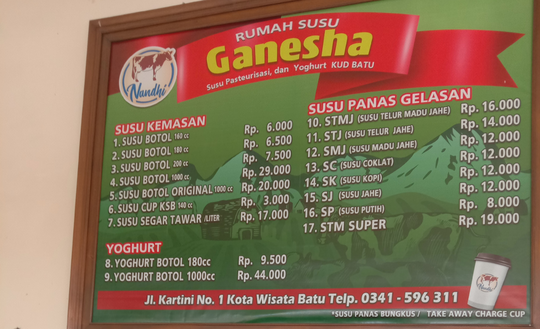 RUMAH SUSU
Ganesha
Susu Pasteurisasi, dan Yoghurt KUD BATU
Nandhi
SUSU KEMASAN
1. SUSU BOTOL 160 cc Rp. 6.000
2. SUSU BOTOL 180 cc Rp. 6.500
3. SUSU BOTOL 200 cc Rp. 7.500
4. SUSU BOTOL 1000 cc Rp. 29.000
5. SUSU BOTOL ORIGINAL 1000 cc Rp. 20.000
6. SUSU CUP KSB 140 cc Rp. 3.000
7. SUSU SEGAR TAWAR /LITER Rp. 17.000
YOGHURT
8. YOGHURT BOTOL 180cc Rp. 9.500
9. YOGHURT BOTOL 1000cc Rp. 44.000
SUSU PANAS GELASAN
10. STMJ (SUSU TELUR MADU JAHE) Rp. 16.000
11. STJ (SUSU TELUR JAHE) Rp. 14.000
12. SMJ (SUSU MADU JAHE) Rp. 12.000
13. SC (SUSU COKLAT) Rp. 12.000
14. SK (SUSU KOPI) Rp. 12.000
15. SJ (SUSU JAHE) Rp. 12.000
16. SP (SUSU PUTIH) Rp. 8.000
17. STM SUPER Rp. 19.000
Jl. Kartini No. 1 Kota Wisata Batu Telp. 0341 - 596 311
*SUSU PANAS BUNGKUS / TAKE AWAY CHARGE CUP